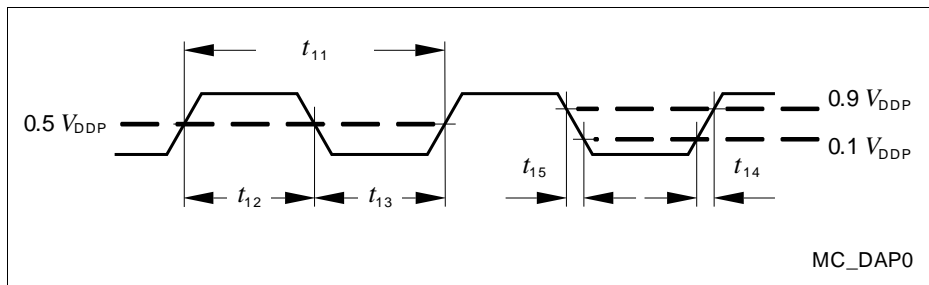 t11
0.5 VDDP
0.9 VDDP
0.1 VDDP
t12
t13
t15
t14
MC_DAP0